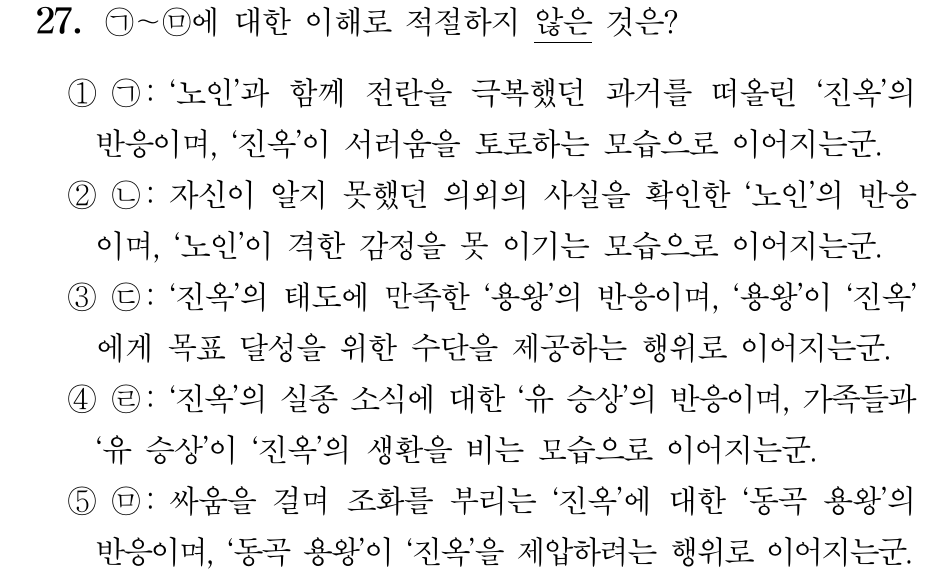 27. ㉠~㉤에 대한 이해로 적절하지 않은 것은?
① ㉠: ‘노인’과 함께 전란을 극복했던 과거를 떠올린 ‘진옥’의
반응이며, ‘진옥’이 서러움을 토로하는 모습으로 이어지는군.
② ㉡: 자신이 알지 못했던 의외의 사실을 확인한 ‘노인’의 반응
이며, ‘노인’이 격한 감정을 못 이기는 모습으로 이어지는군.
③ ㉢: ‘진옥’의 태도에 만족한 ‘용왕’의 반응이며, ‘용왕’이 ‘진옥’
에게 목표 달성을 위한 수단을 제공하는 행위로 이어지는군.
④ ㉣: ‘진옥’의 실종 소식에 대한 ‘유 승상’의 반응이며, 가족들과
‘유 승상’이 ‘진옥’의 생환을 비는 모습으로 이어지는군.
⑤ ㉤: 싸움을 걸며 조화를 부리는 ‘진옥’에 대한 ‘동곡 용왕’의
반응이며, ‘동곡 용왕’이 ‘진옥’을 제압하려는 행위로 이어지는군.